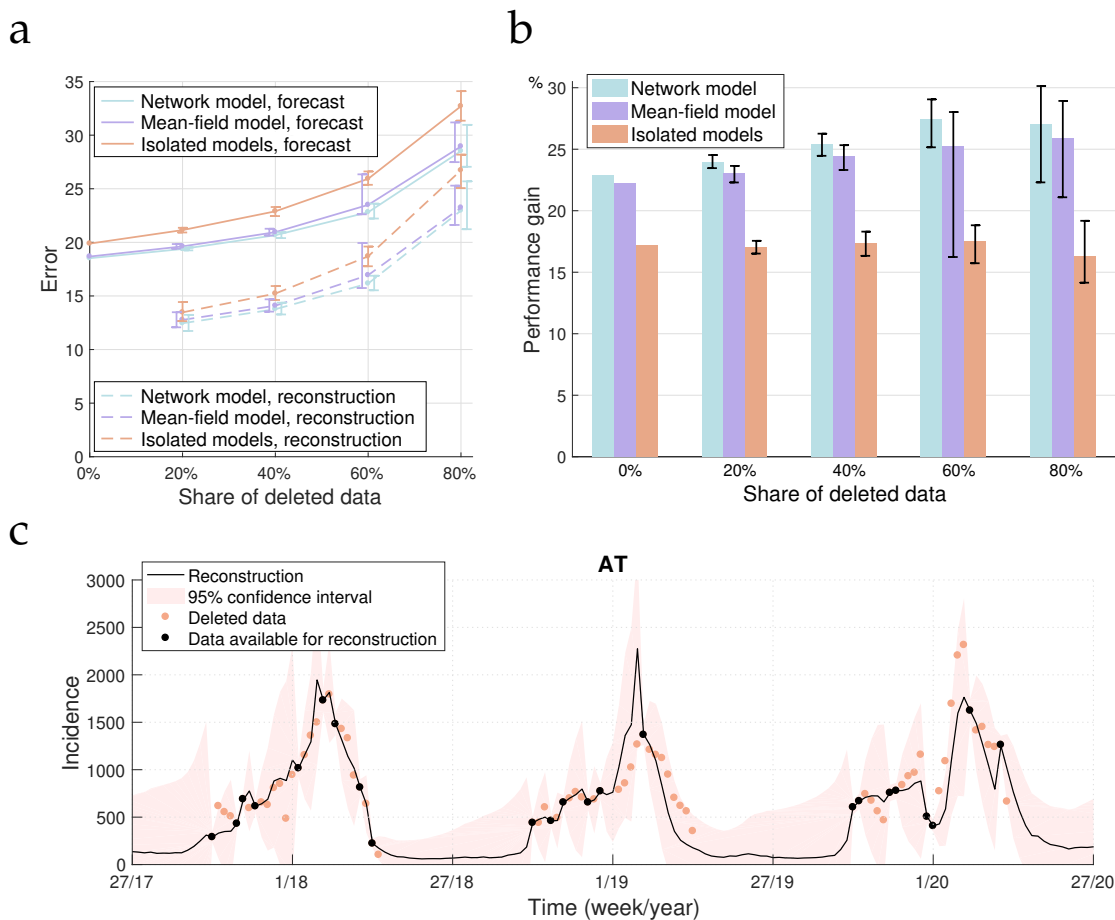 a
35
30
25
20
15
10
5
0
Error
0%
20%
40%
60%
80%
Share of deleted data
Network model, forecast
Mean-field model, forecast
Isolated models, forecast
Network model, reconstruction
Mean-field model, reconstruction
Isolated models, reconstruction
b
%
30
25
20
15
10
5
0
Performance gain
Network model
Mean-field model
Isolated models
0%
20%
40%
60%
80%
Share of deleted data
c
AT
3000
2500
2000
1500
1000
500
0
Incidence
Reconstruction
95% confidence interval
Deleted data
Data available for reconstruction
27/17
1/18
27/18
1/19
27/19
1/20
27/20
Time (week/year)